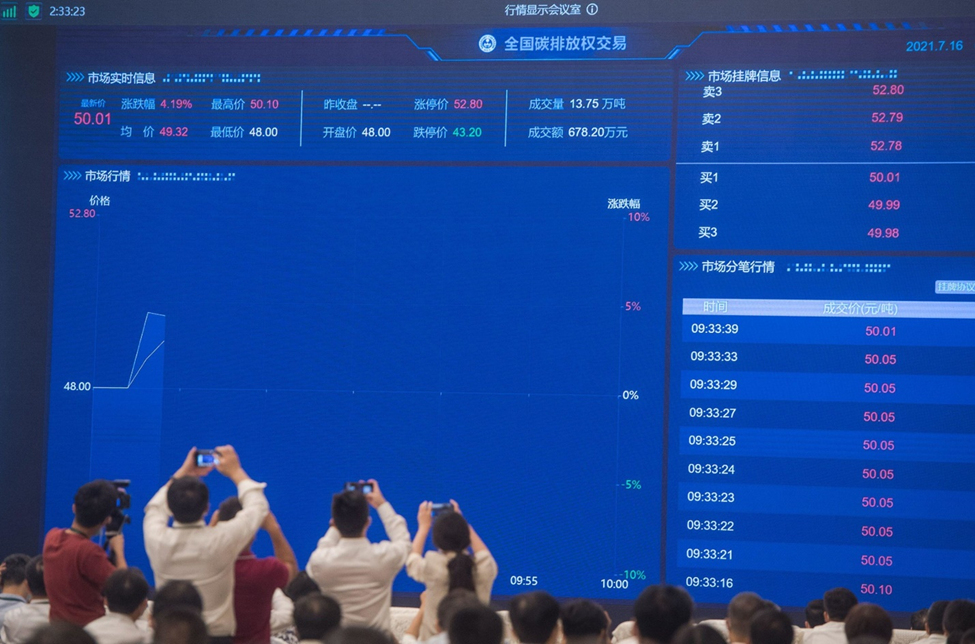 2:33:23
行情显示会议室
全国碳排放权交易
2021.7.16
市场实时信息
最新价 50.01
涨跌幅 4.19% 最高价 50.10 昨收盘 --.-- 涨停价 52.80 成交量 13.75 万吨
均 价 49.32 最低价 48.00 开盘价 48.00 跌停价 43.20 成交额 678.20万元
市场行情
价格
52.80
48.00
涨跌幅
10%
5%
0%
-5%
-10%
09:55
10:00
市场挂牌信息
卖3 52.80
卖2 52.79
卖1 52.78
买1 50.01
买2 49.99
买3 49.98
市场分笔行情
挂牌协议
时间 成交价(元/吨)
09:33:39 50.01
09:33:33 50.05
09:33:29 50.05
09:33:27 50.05
09:33:25 50.05
09:33:24 50.05
09:33:23 50.05
09:33:22 50.05
09:33:21 50.05
09:33:16 50.10